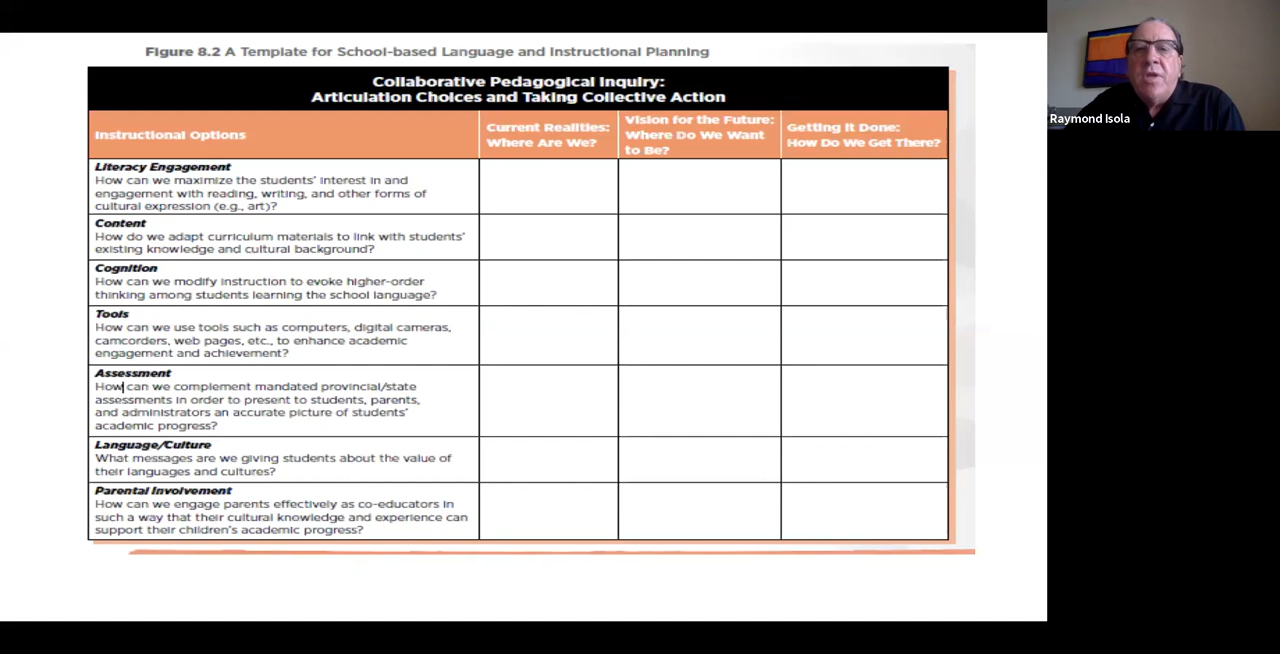 Figure 8.2 A Template for School-based Language and Instructional Planning
Collaborative Pedagogical Inquiry:
Articulation Choices and Taking Collective Action
Instructional Options
Current Realities:
Where Are We?
Vision for the Future:
Where Do We Want
to Be?
Getting It Done:
How Do We Get There?
Literacy Engagement
How can we maximize the students' interest in and
engagement with reading, writing, and other forms of
cultural expression (e.g., art)?
Content
How do we adapt curriculum materials to link with students'
existing knowledge and cultural background?
Cognition
How can we modify instruction to evoke higher-order
thinking among students learning the school language?
Tools
How can we use tools such as computers, digital cameras,
camcorders, web pages, etc., to enhance academic
engagement and achievement?
Assessment
How can we complement mandated provincial/state
assessments in order to present to students, parents,
and administrators an accurate picture of students'
academic progress?
Language/Culture
What messages are we giving students about the value of
their languages and cultures?
Parental Involvement
How can we engage parents effectively as co-educators in
such a way that their cultural knowledge and experience can
support their children's academic progress?
Raymond Isola